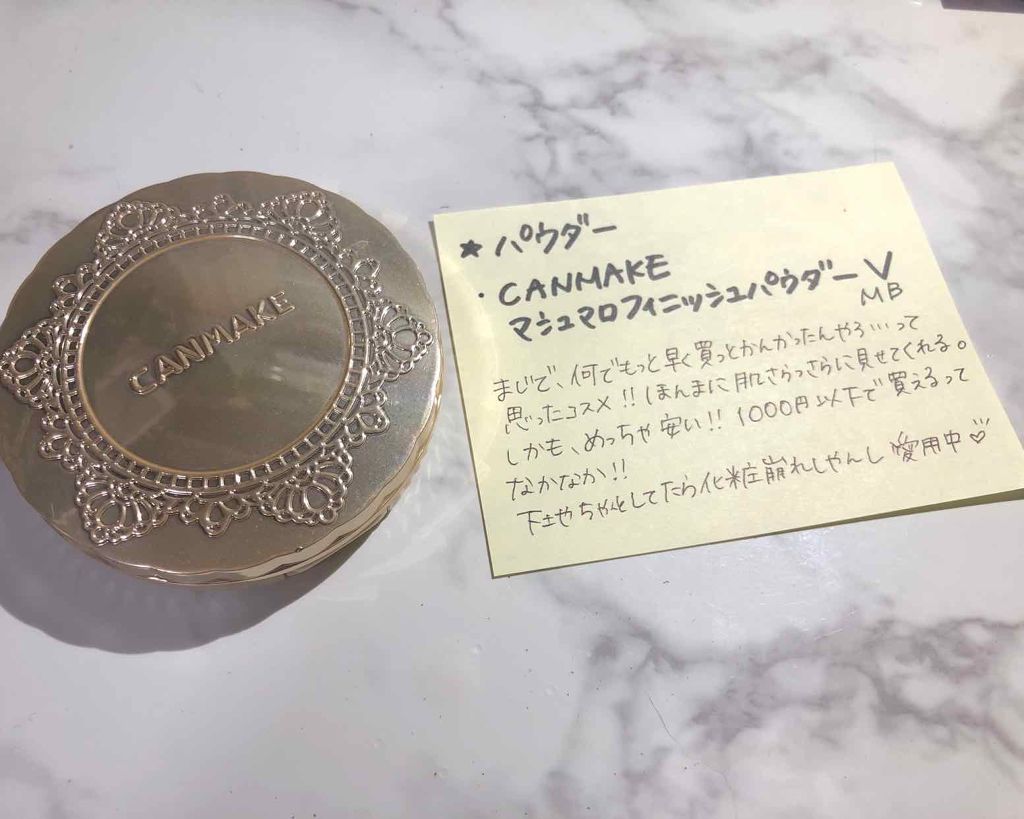 CANMAKE
★ パウダー
・CANMAKE
マシュマロフィニッシュパウダー V
MB
まじで、何でもっと早く買っとかんかったんやろ…って
思ったコスメ!!ほんまに肌さらっさらに見せてくれる。
しかも、めっちゃ安い!!1000円以下で買えるって
なかなか!!
下地やちゃんとしてたら化粧崩れしやんし愛用中♡